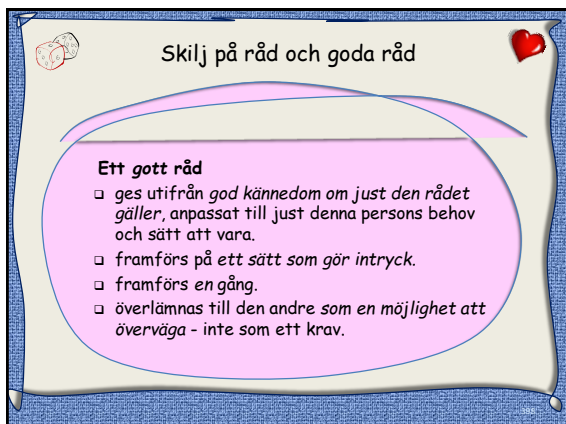 Skilj på råd och goda råd
Ett gott råd
❑ ges utifrån god kännedom om just den rådet
gäller, anpassat till just denna persons behov
och sätt att vara.
❑ framförs på ett sätt som gör intryck.
❑ framförs en gång.
❑ överlämnas till den andre som en möjlighet att
överväga - inte som ett krav.
398